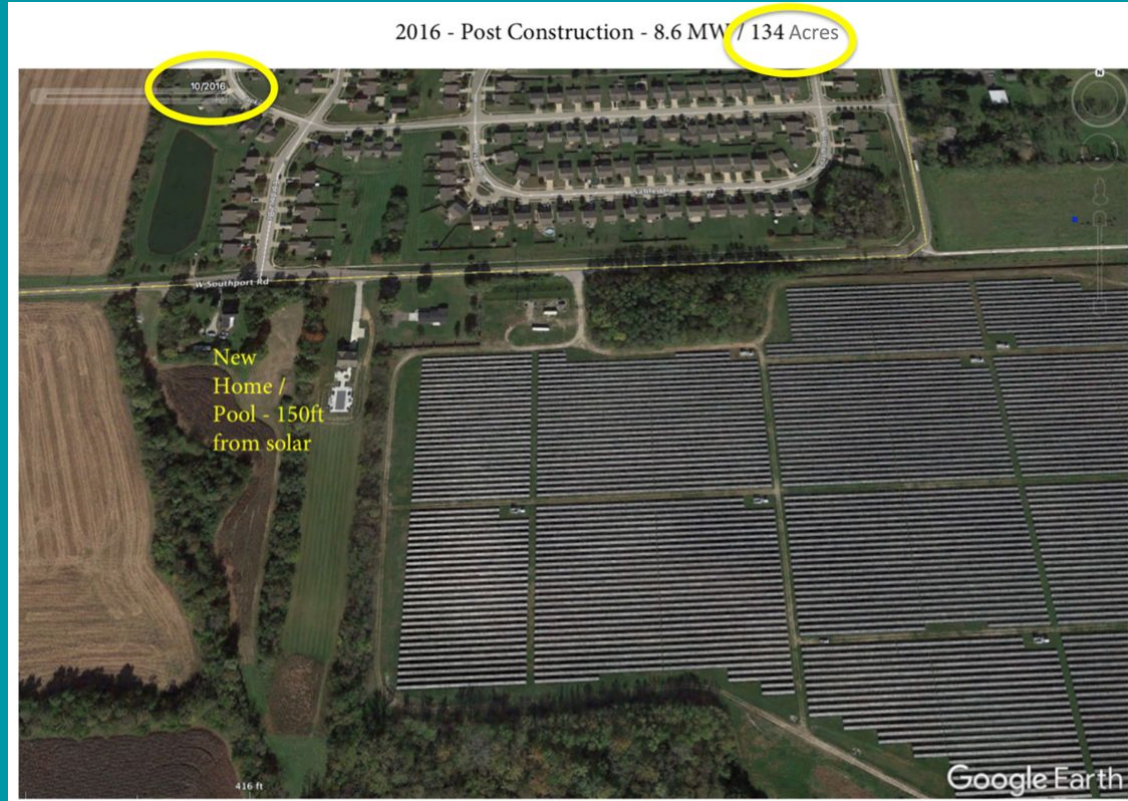 2016 - Post Construction - 8.6 MW / 134 Acres
10/2016
N
W Southport Rd
New
Home /
Pool - 150ft
from solar
416 ft
Google Earth